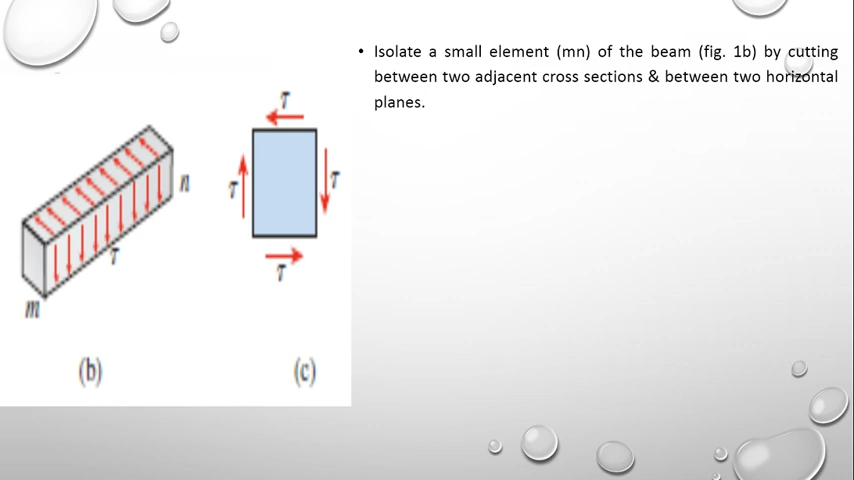 • Isolate a small element (mn) of the beam (fig. 1b) by cutting
between two adjacent cross sections & between two horizontal
planes.
τ
n
τ
τ
τ
τ
m
(b)
(c)